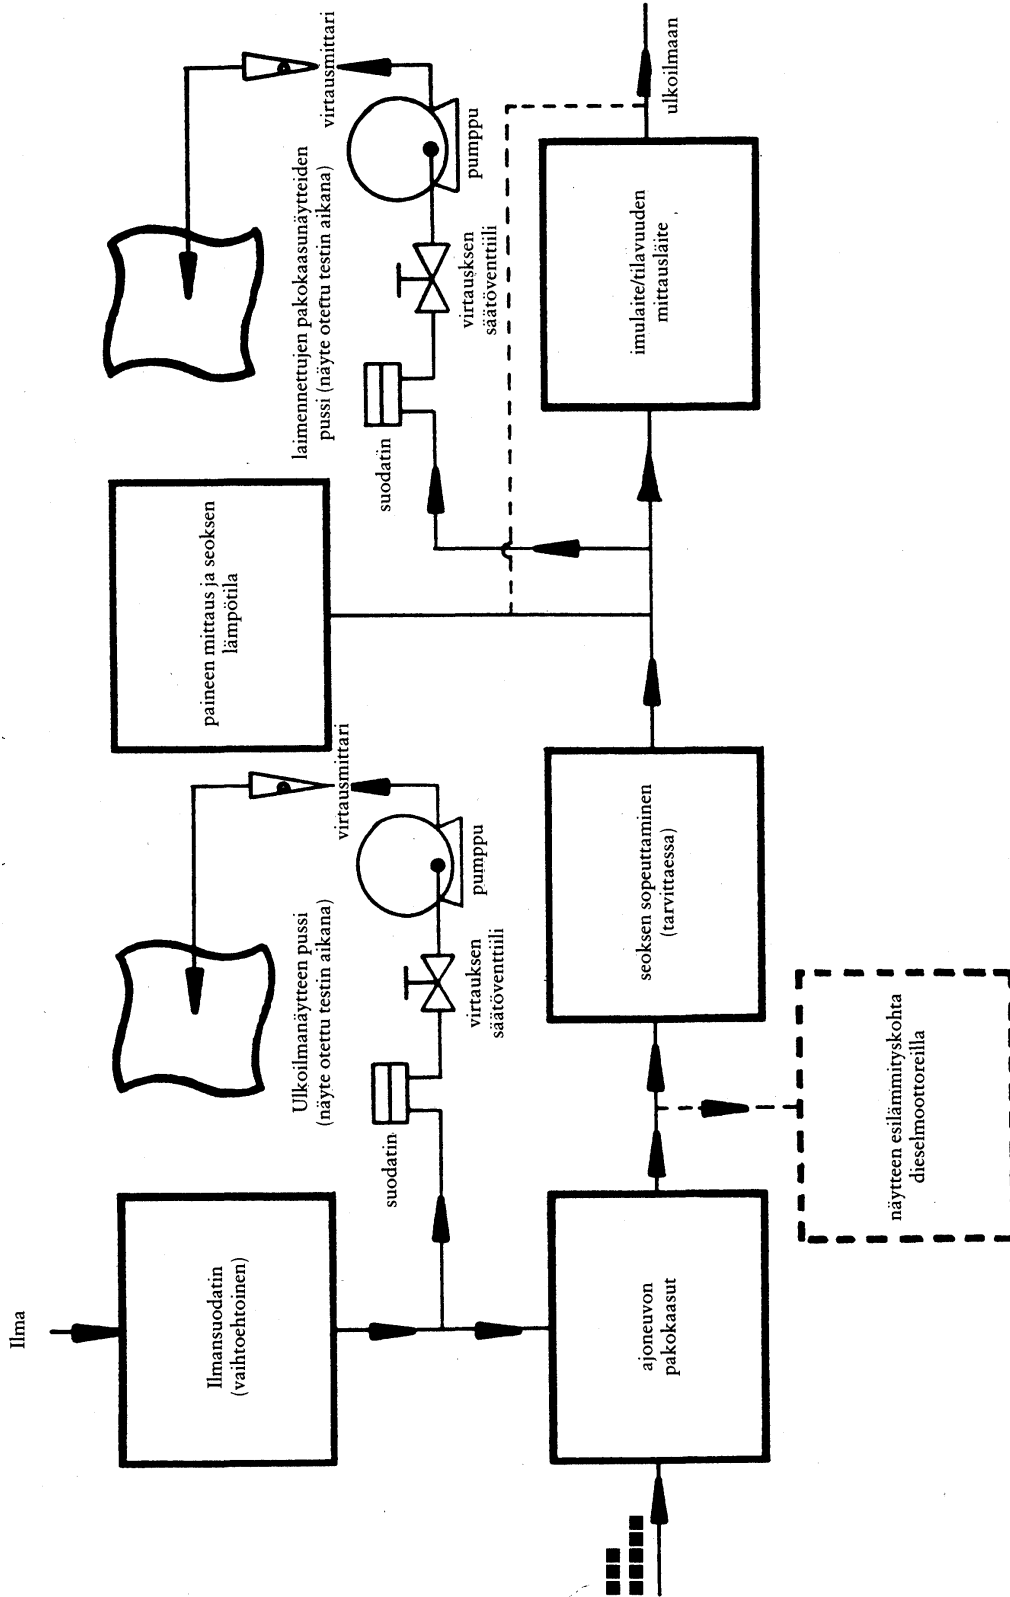 Ilma
Ilmansuodatin
(vaihtoehtoinen)
Ulkoilmanäytteen pussi
(näyte otettu testin aikana)
virtausmittari
suodatin
virtauksen
säätöventtiili
pumppu
paineen mittaus ja seoksen
lämpötila
laimennettujen pakokaasunäytteiden
pussi (näyte otettu testin aikana)
virtausmittari
suodatin
virtausksen
säätöventtiili
pumppu
ajoneuvon
pakokaasut
seoksen sopeuttaminen
(tarvittaessa)
imulaite/tilavuuden
mittausläite
ulkoilmaan
näytteen esilämmityskohta
dieselmoottoreilla